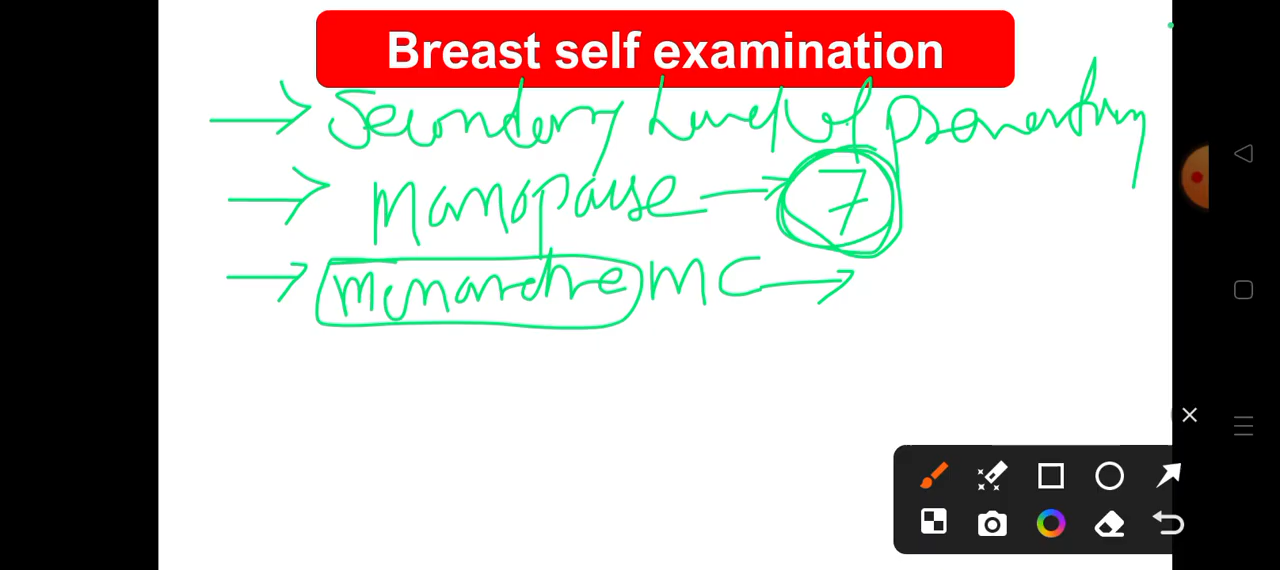 Breast self examination
→ Secondary Level of prevention
→ Menopause → 7
→ Menarche MC →